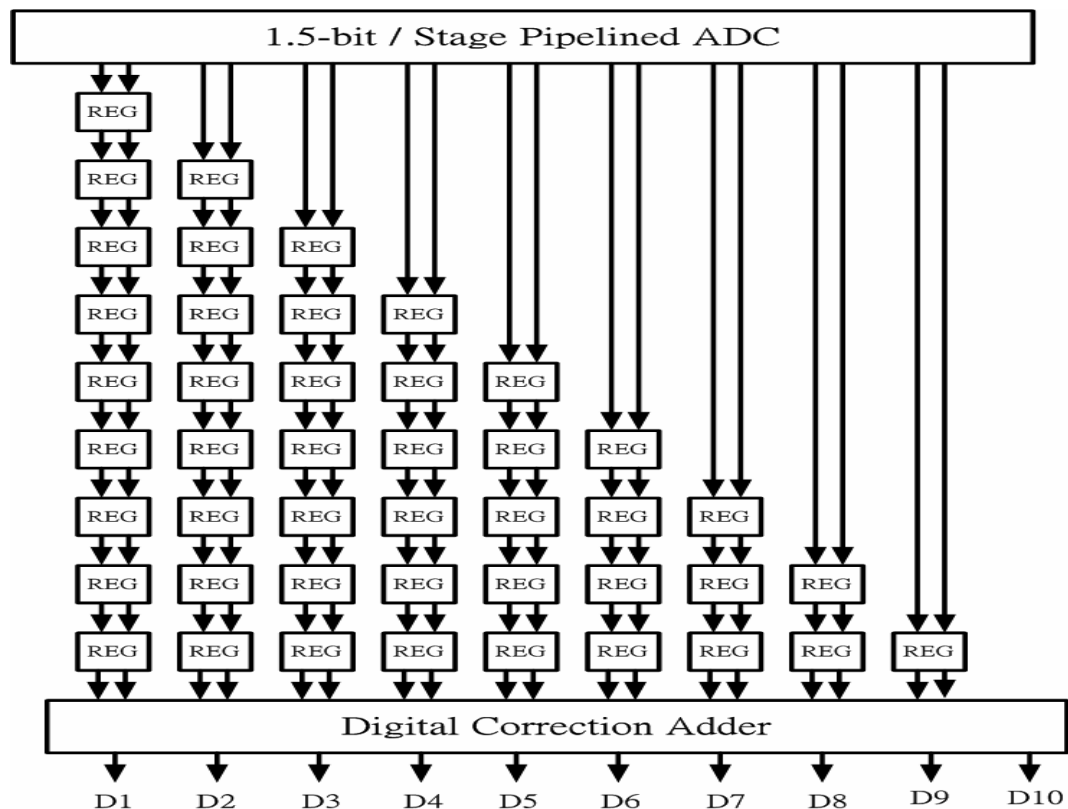 1.5-bit / Stage Pipelined ADC
REG
REG REG
REG REG REG
REG REG REG REG
REG REG REG REG REG
REG REG REG REG REG REG
REG REG REG REG REG REG REG
REG REG REG REG REG REG REG REG
REG REG REG REG REG REG REG REG REG
Digital Correction Adder
D1 D2 D3 D4 D5 D6 D7 D8 D9 D10